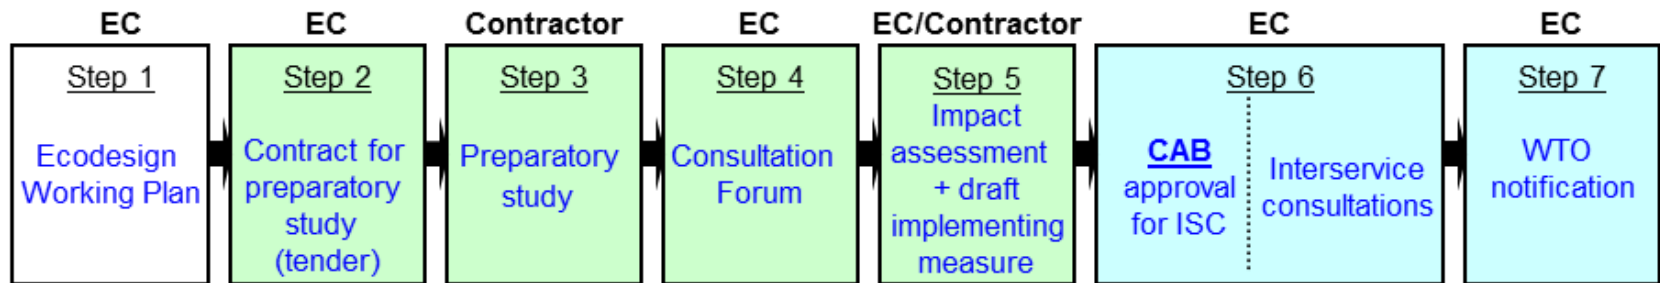 EC
Step 1
Ecodesign
Working Plan
EC
Step 2
Contract for
preparatory
study
(tender)
Contractor
Step 3
Preparatory
study
EC
Step 4
Consultation
Forum
EC/Contractor
Step 5
Impact
assessment
+ draft
implementing
measure
EC
Step 6
CAB
approval
for ISC
Interservice
consultations
EC
Step 7
WTO
notification